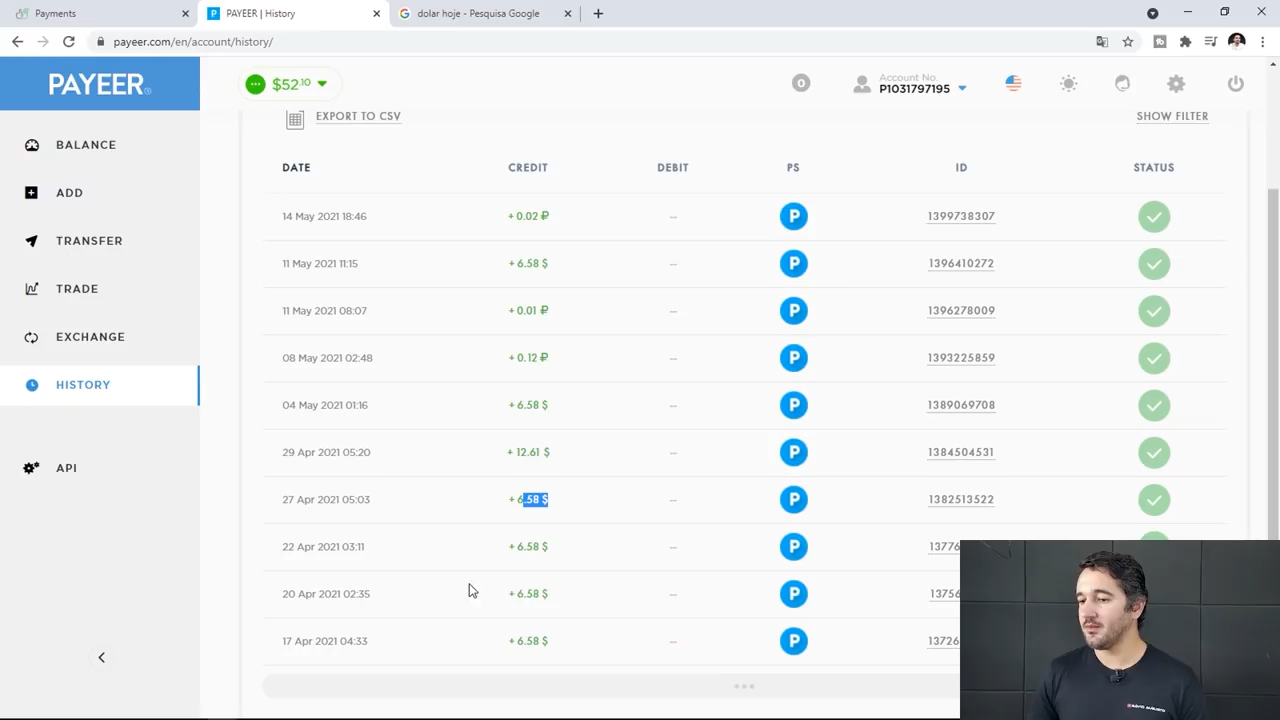 Payments
PAYEER | History
dolar hoje - Pesquisa Google
payeer.com/en/account/history/
PAYEER
$52.10
0
Account No.
P1031797195
BALANCE
ADD
TRANSFER
TRADE
EXCHANGE
HISTORY
API
EXPORT TO CSV
SHOW FILTER
DATE CREDIT DEBIT PS ID STATUS
14 May 2021 18:46 + 0.02 ₽ -- P 1399738307
11 May 2021 11:15 + 6.58 $ -- P 1396410272
11 May 2021 08:07 + 0.01 ₽ -- P 1396278009
08 May 2021 02:48 + 0.12 ₽ -- P 1393225859
04 May 2021 01:16 + 6.58 $ -- P 1389069708
29 Apr 2021 05:20 + 12.61 $ -- P 1384504531
27 Apr 2021 05:03 + 6.58 $ -- P 1382513522
22 Apr 2021 03:11 + 6.58 $ -- P 13776
20 Apr 2021 02:35 + 6.58 $ -- P 13756
17 Apr 2021 04:33 + 6.58 $ -- P 13726